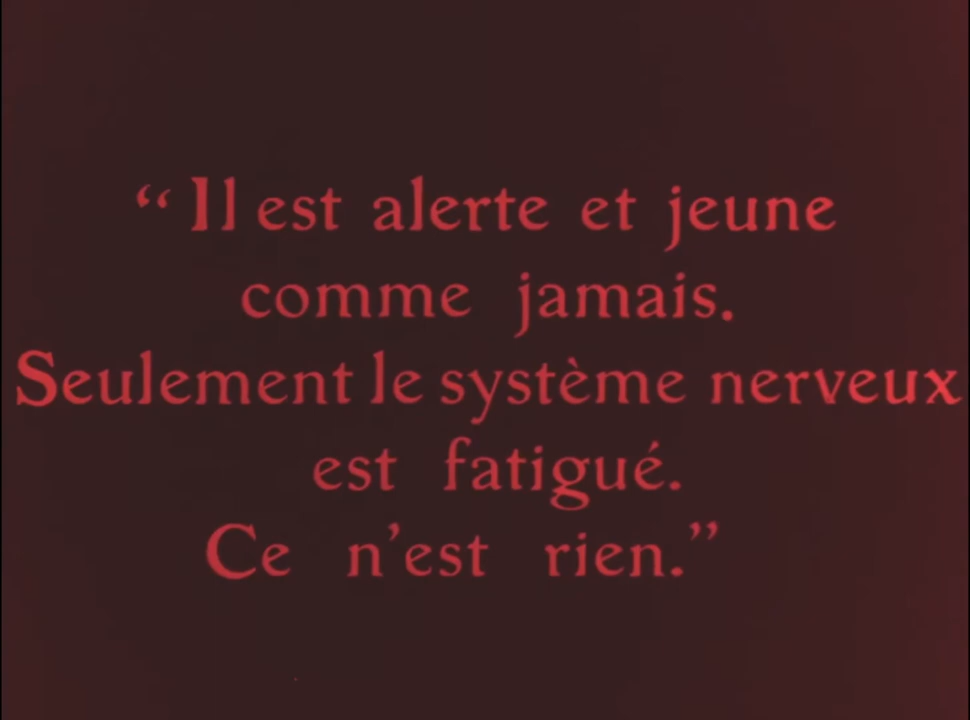 “Il est alerte et jeune
comme jamais.
Seulement le système nerveux
est fatigué.
Ce n’est rien.”